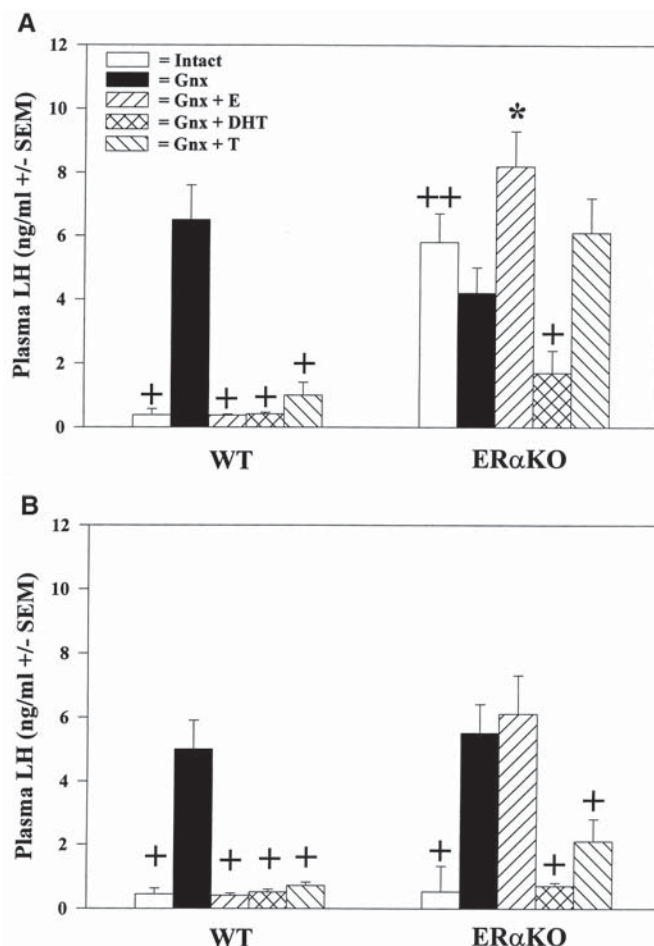 A
12
10
8
6
4
2
0
Plasma LH (ng/ml +/- SEM)
= Intact
= Gnx
= Gnx + E
= Gnx + DHT
= Gnx + T
+
+
+
+
++
*
+
WT
ERαKO
B
12
10
8
6
4
2
0
Plasma LH (ng/ml +/- SEM)
+
+
+
+
+
+
+
WT
ERαKO